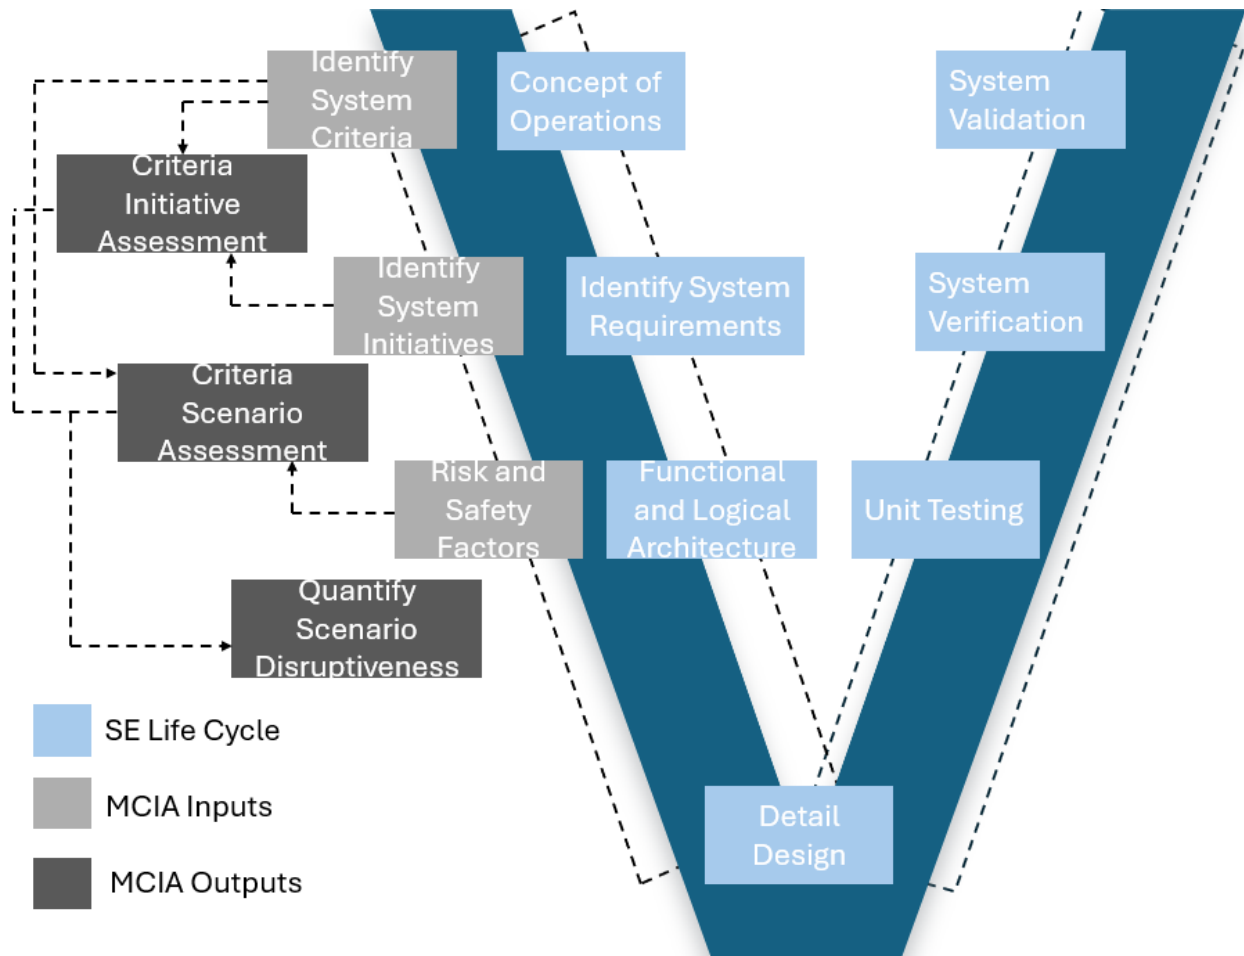 Identify
System
Criteria
Concept of
Operations
System
Validation
Criteria
Initiative
Assessment
Identify
System
Initiatives
Identify System
Requirements
System
Verification
Criteria
Scenario
Assessment
Risk and
Safety
Factors
Functional
and Logical
Architecture
Unit Testing
Quantify
Scenario
Disruptiveness
SE Life Cycle
MCIA Inputs
MCIA Outputs
Detail
Design